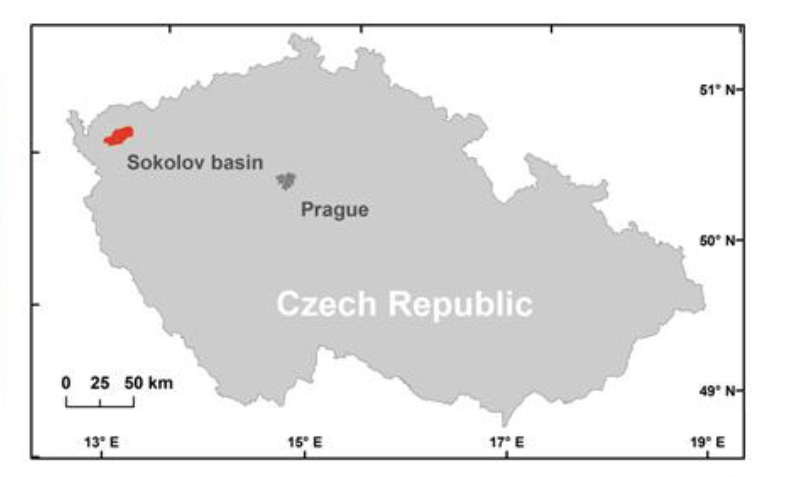 51° N
Sokolov basin
Prague
50° N
Czech Republic
0 25 50 km
49° N
13° E 15° E 17° E 19° E